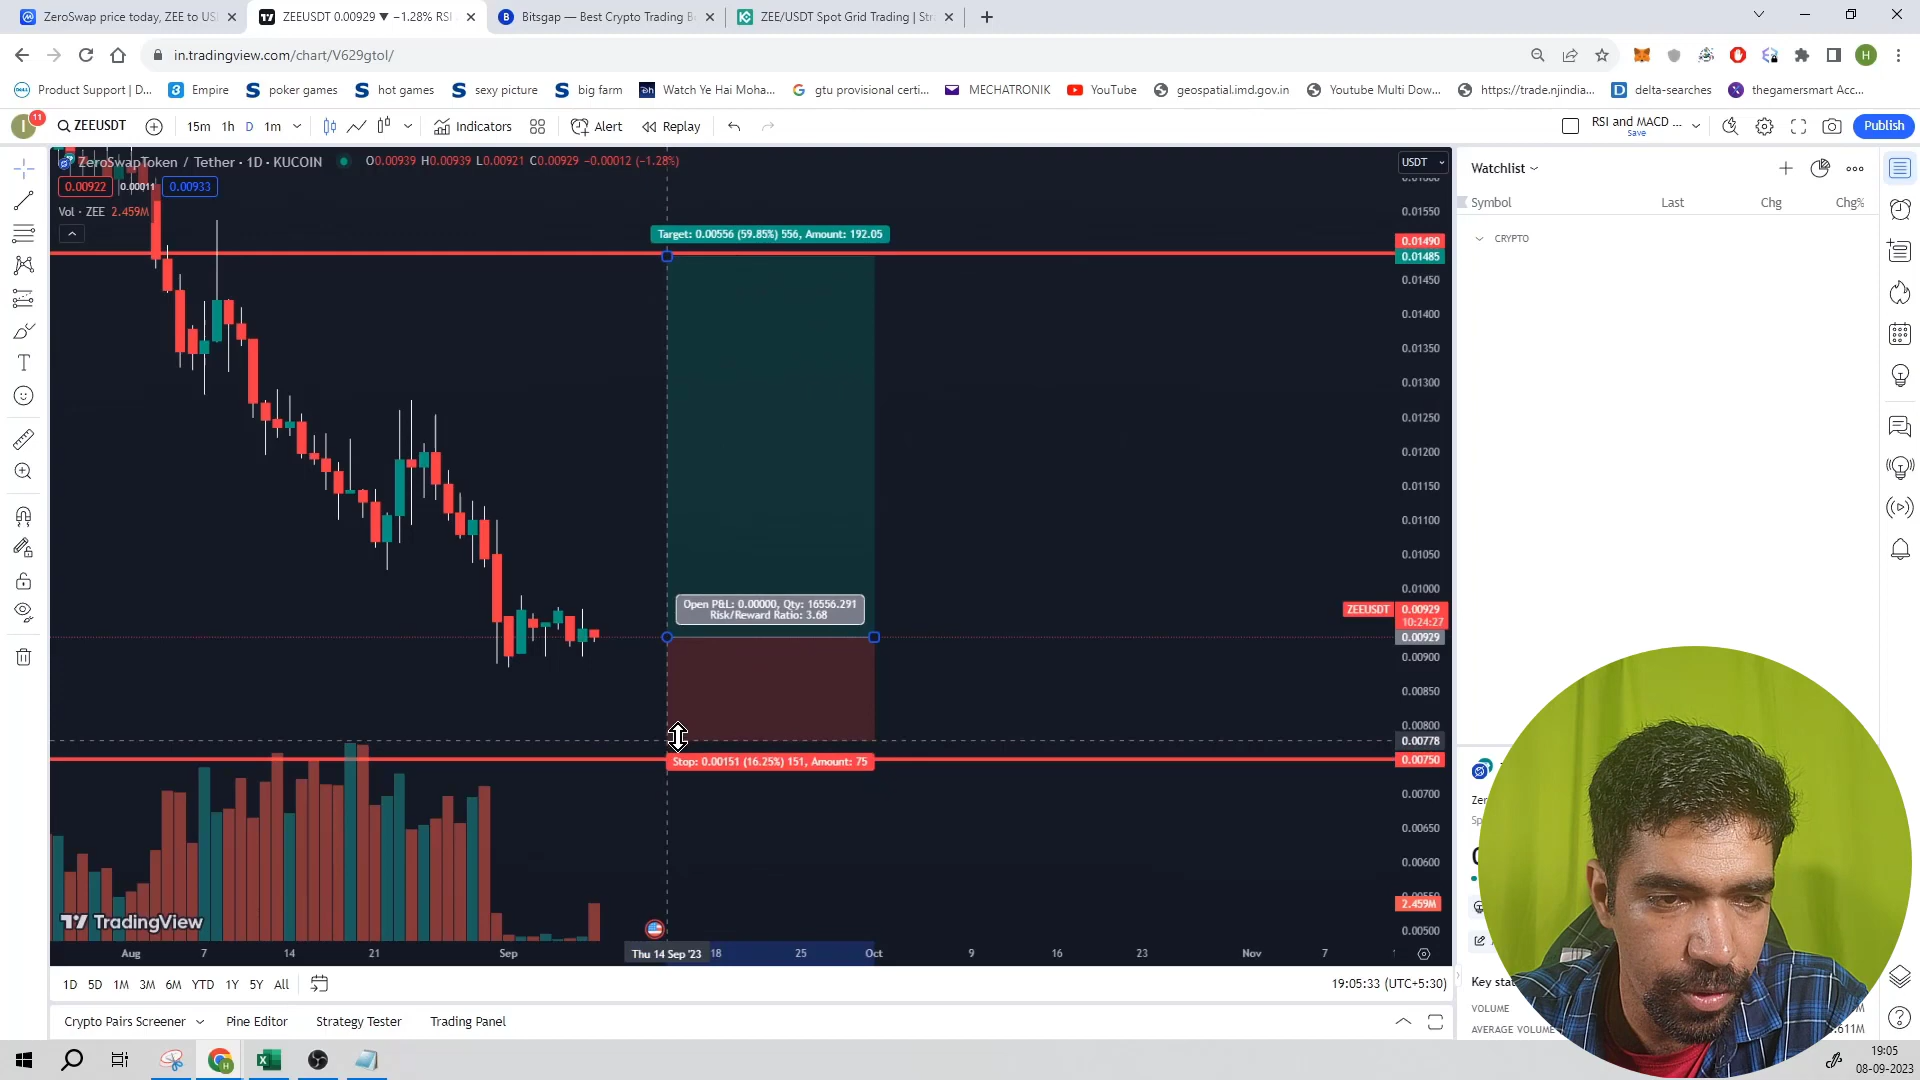 ZeroSwap price today, ZEE to US
ZEEUSDT 0.00929 ▼ −1.28% RSI
Bitsgap — Best Crypto Trading B
ZEE/USDT Spot Grid Trading | Str
in.tradingview.com/chart/V629gtol/
H
Product Support | D...
Empire
poker games
hot games
sexy picture
big farm
Watch Ye Hai Moha...
gtu provisional certi...
MECHATRONIK
YouTube
geospatial.imd.gov.in
Youtube Multi Dow...
https://trade.njindia...
delta-searches
thegamersmart Acc...
I
11
ZEEUSDT
15m 1h D 1m
Indicators
Alert
Replay
RSI and MACD ...
Save
Publish
ZeroSwapToken / Tether · 1D · KUCOIN
O0.00939 H0.00939 L0.00921 C0.00929 −0.00012 (−1.28%)
USDT
0.00922 0.00011 0.00933
Vol · ZEE 2.459M
Target: 0.00556 (59.85%) 556, Amount: 192.05
Open P&L: 0.00000, Qty: 16556.291
Risk/Reward Ratio: 3.68
Stop: 0.00151 (16.25%) 151, Amount: 75
0.01550
0.01490
0.01485
0.01450
0.01400
0.01350
0.01300
0.01250
0.01200
0.01150
0.01100
0.01050
0.01000
ZEEUSDT 0.00929
10:24:27
0.00929
0.00900
0.00850
0.00800
0.00778
0.00750
0.00700
0.00650
0.00600
2.459M
0.00500
TradingView
Aug 7 14 21 Sep Thu 14 Sep '23 18 25 Oct 9 16 23 Nov 7
1D 5D 1M 3M 6M YTD 1Y 5Y All
19:05:33 (UTC+5:30)
Crypto Pairs Screener
Pine Editor
Strategy Tester
Trading Panel
Watchlist
Symbol Last Chg Chg%
CRYPTO
Key stat
VOLUME
AVERAGE VOLUME
.611M
19:05
08-09-2023